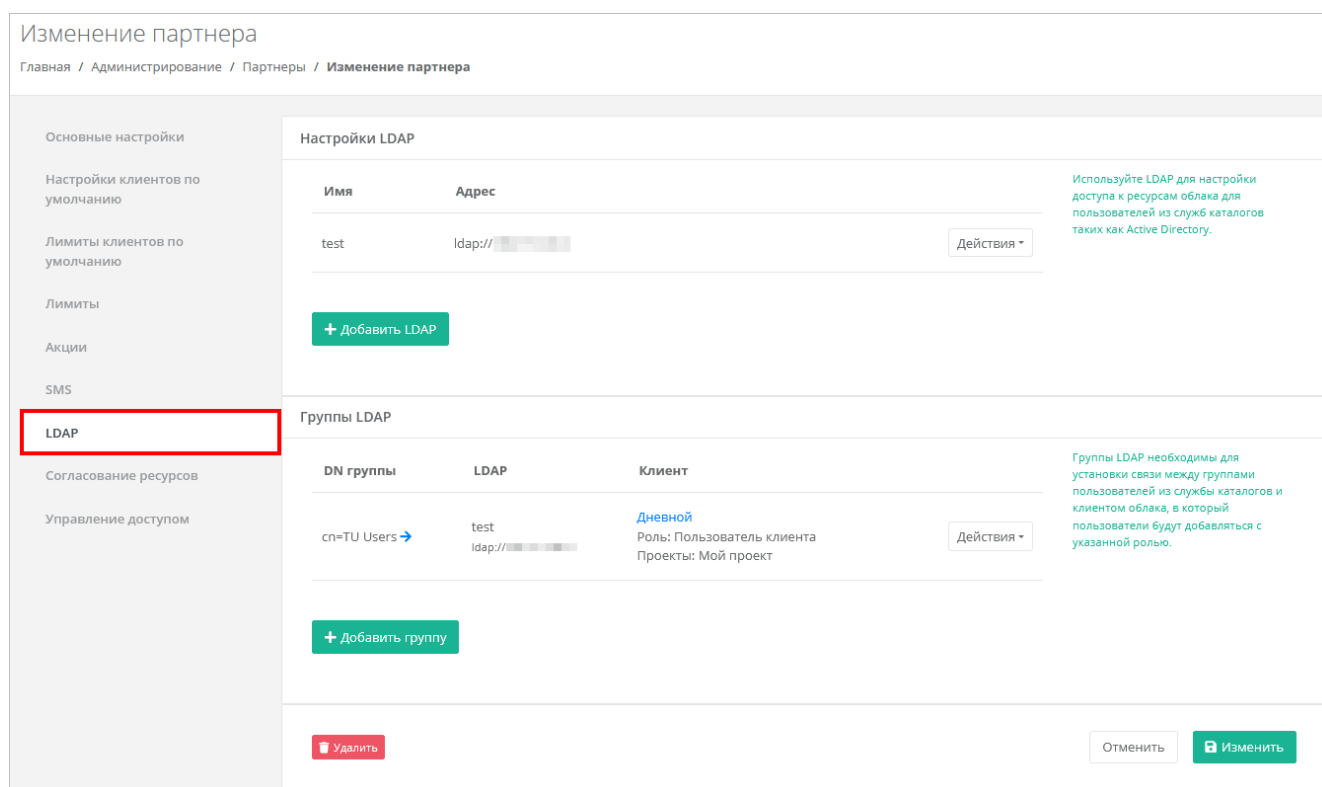 Изменение партнера
Главная / Администрирование / Партнеры / Изменение партнера
Основные настройки
Настройки клиентов по
умолчанию
Лимиты клиентов по
умолчанию
Лимиты
Акции
SMS
LDAP
Согласование ресурсов
Управление доступом
Настройки LDAP
Имя Адрес
test ldap:// Действия
Используйте LDAP для настройки
доступа к ресурсам облака для
пользователей из служб каталогов
таких как Active Directory.
+ Добавить LDAP
Группы LDAP
DN группы LDAP Клиент
cn=TU Users
test
ldap://
Дневной
Роль: Пользователь клиента
Проекты: Мой проект
Действия
Группы LDAP необходимы для
установки связи между группами
пользователей из службы каталогов и
клиентом облака, в который
пользователи будут добавляться с
указанной ролью.
+ Добавить группу
Удалить
Отменить
Изменить